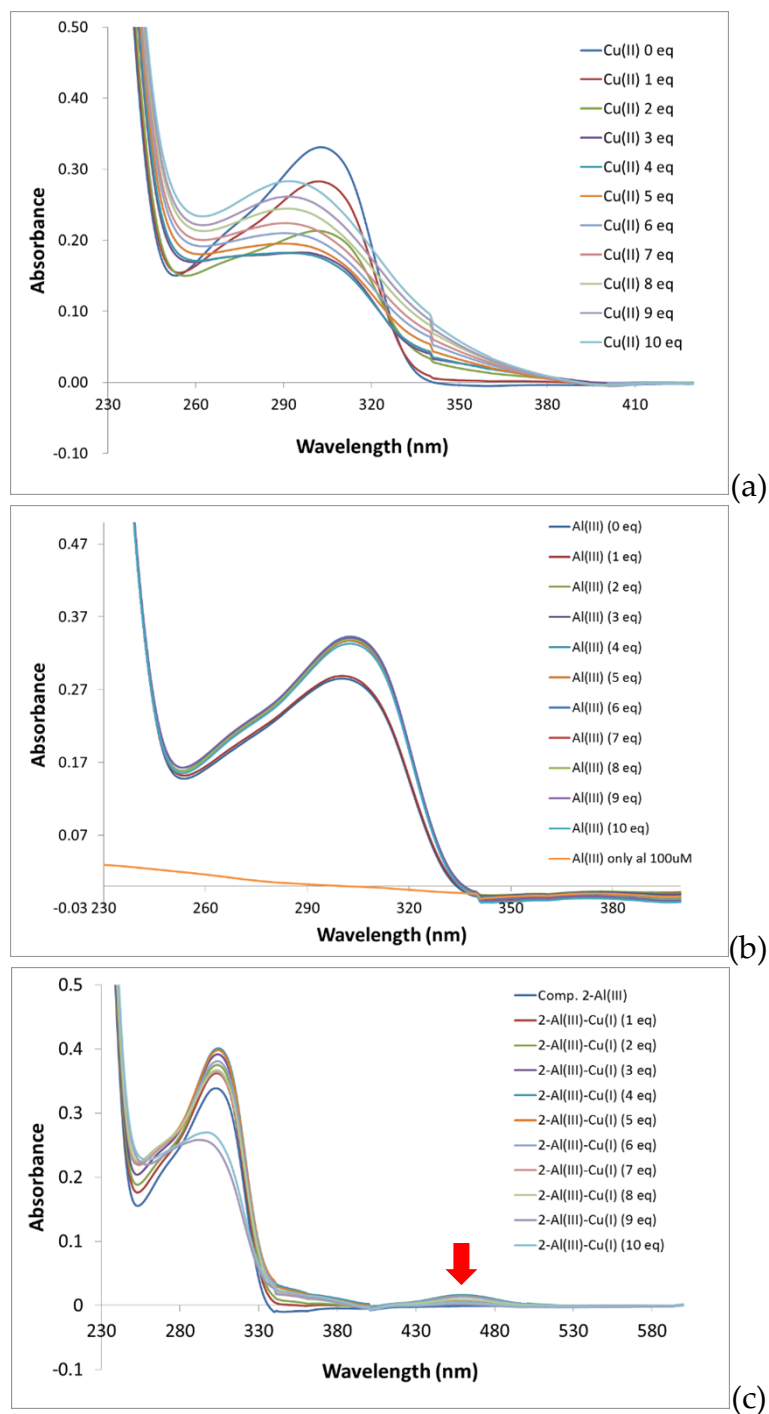 0.50
0.40
0.30
0.20
0.10
0.00
-0.10
230
260
290
320
350
380
410
Absorbance
Wavelength (nm)
Cu(II) 0 eq
Cu(II) 1 eq
Cu(II) 2 eq
Cu(II) 3 eq
Cu(II) 4 eq
Cu(II) 5 eq
Cu(II) 6 eq
Cu(II) 7 eq
Cu(II) 8 eq
Cu(II) 9 eq
Cu(II) 10 eq
(a)
0.47
0.37
0.27
0.17
0.07
-0.03
230
260
290
320
350
380
Absorbance
Wavelength (nm)
Al(III) (0 eq)
Al(III) (1 eq)
Al(III) (2 eq)
Al(III) (3 eq)
Al(III) (4 eq)
Al(III) (5 eq)
Al(III) (6 eq)
Al(III) (7 eq)
Al(III) (8 eq)
Al(III) (9 eq)
Al(III) (10 eq)
Al(III) only al 100uM
(b)
0.5
0.4
0.3
0.2
0.1
0
-0.1
230
280
330
380
430
480
530
580
Absorbance
Wavelength (nm)
Comp. 2-Al(III)
2-Al(III)-Cu(I) (1 eq)
2-Al(III)-Cu(I) (2 eq)
2-Al(III)-Cu(I) (3 eq)
2-Al(III)-Cu(I) (4 eq)
2-Al(III)-Cu(I) (5 eq)
2-Al(III)-Cu(I) (6 eq)
2-Al(III)-Cu(I) (7 eq)
2-Al(III)-Cu(I) (8 eq)
2-Al(III)-Cu(I) (9 eq)
2-Al(III)-Cu(I) (10 eq)
(c)